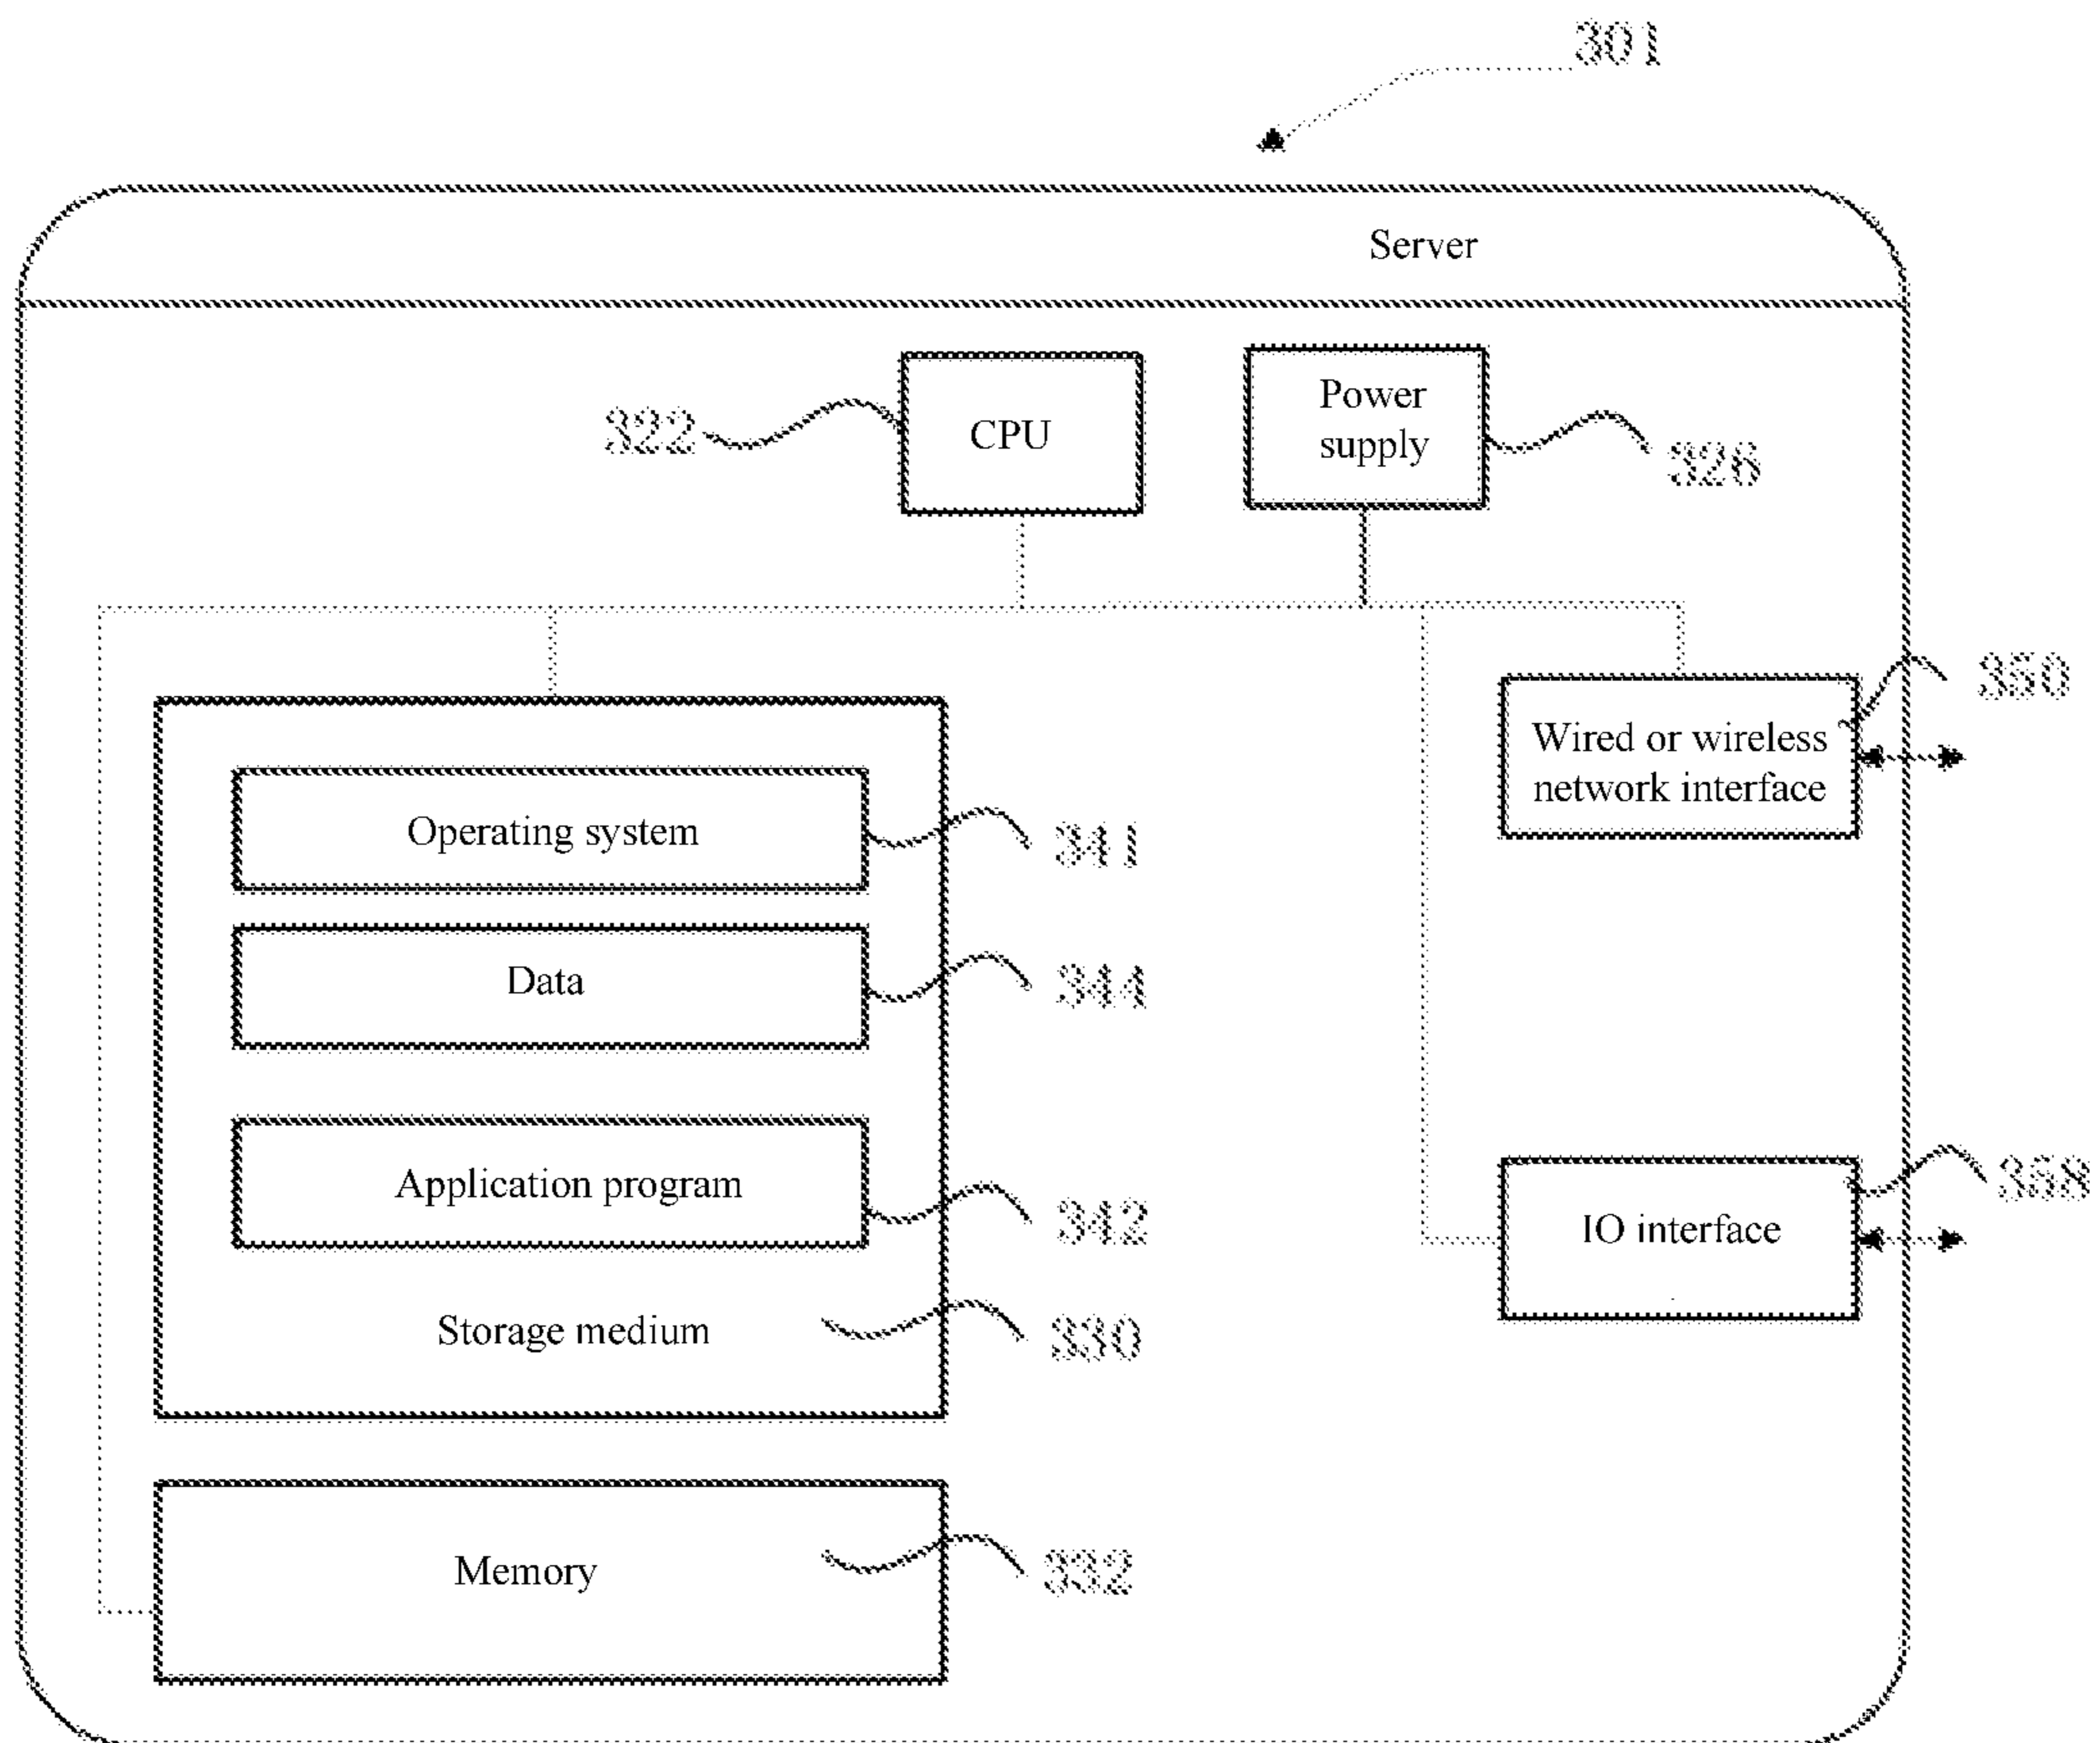 301
Server
322
CPU
Power
supply
326
350
Wired or wireless
network interface
Operating system
341
Data
344
Application program
342
358
IO interface
Storage medium
330
Memory
332